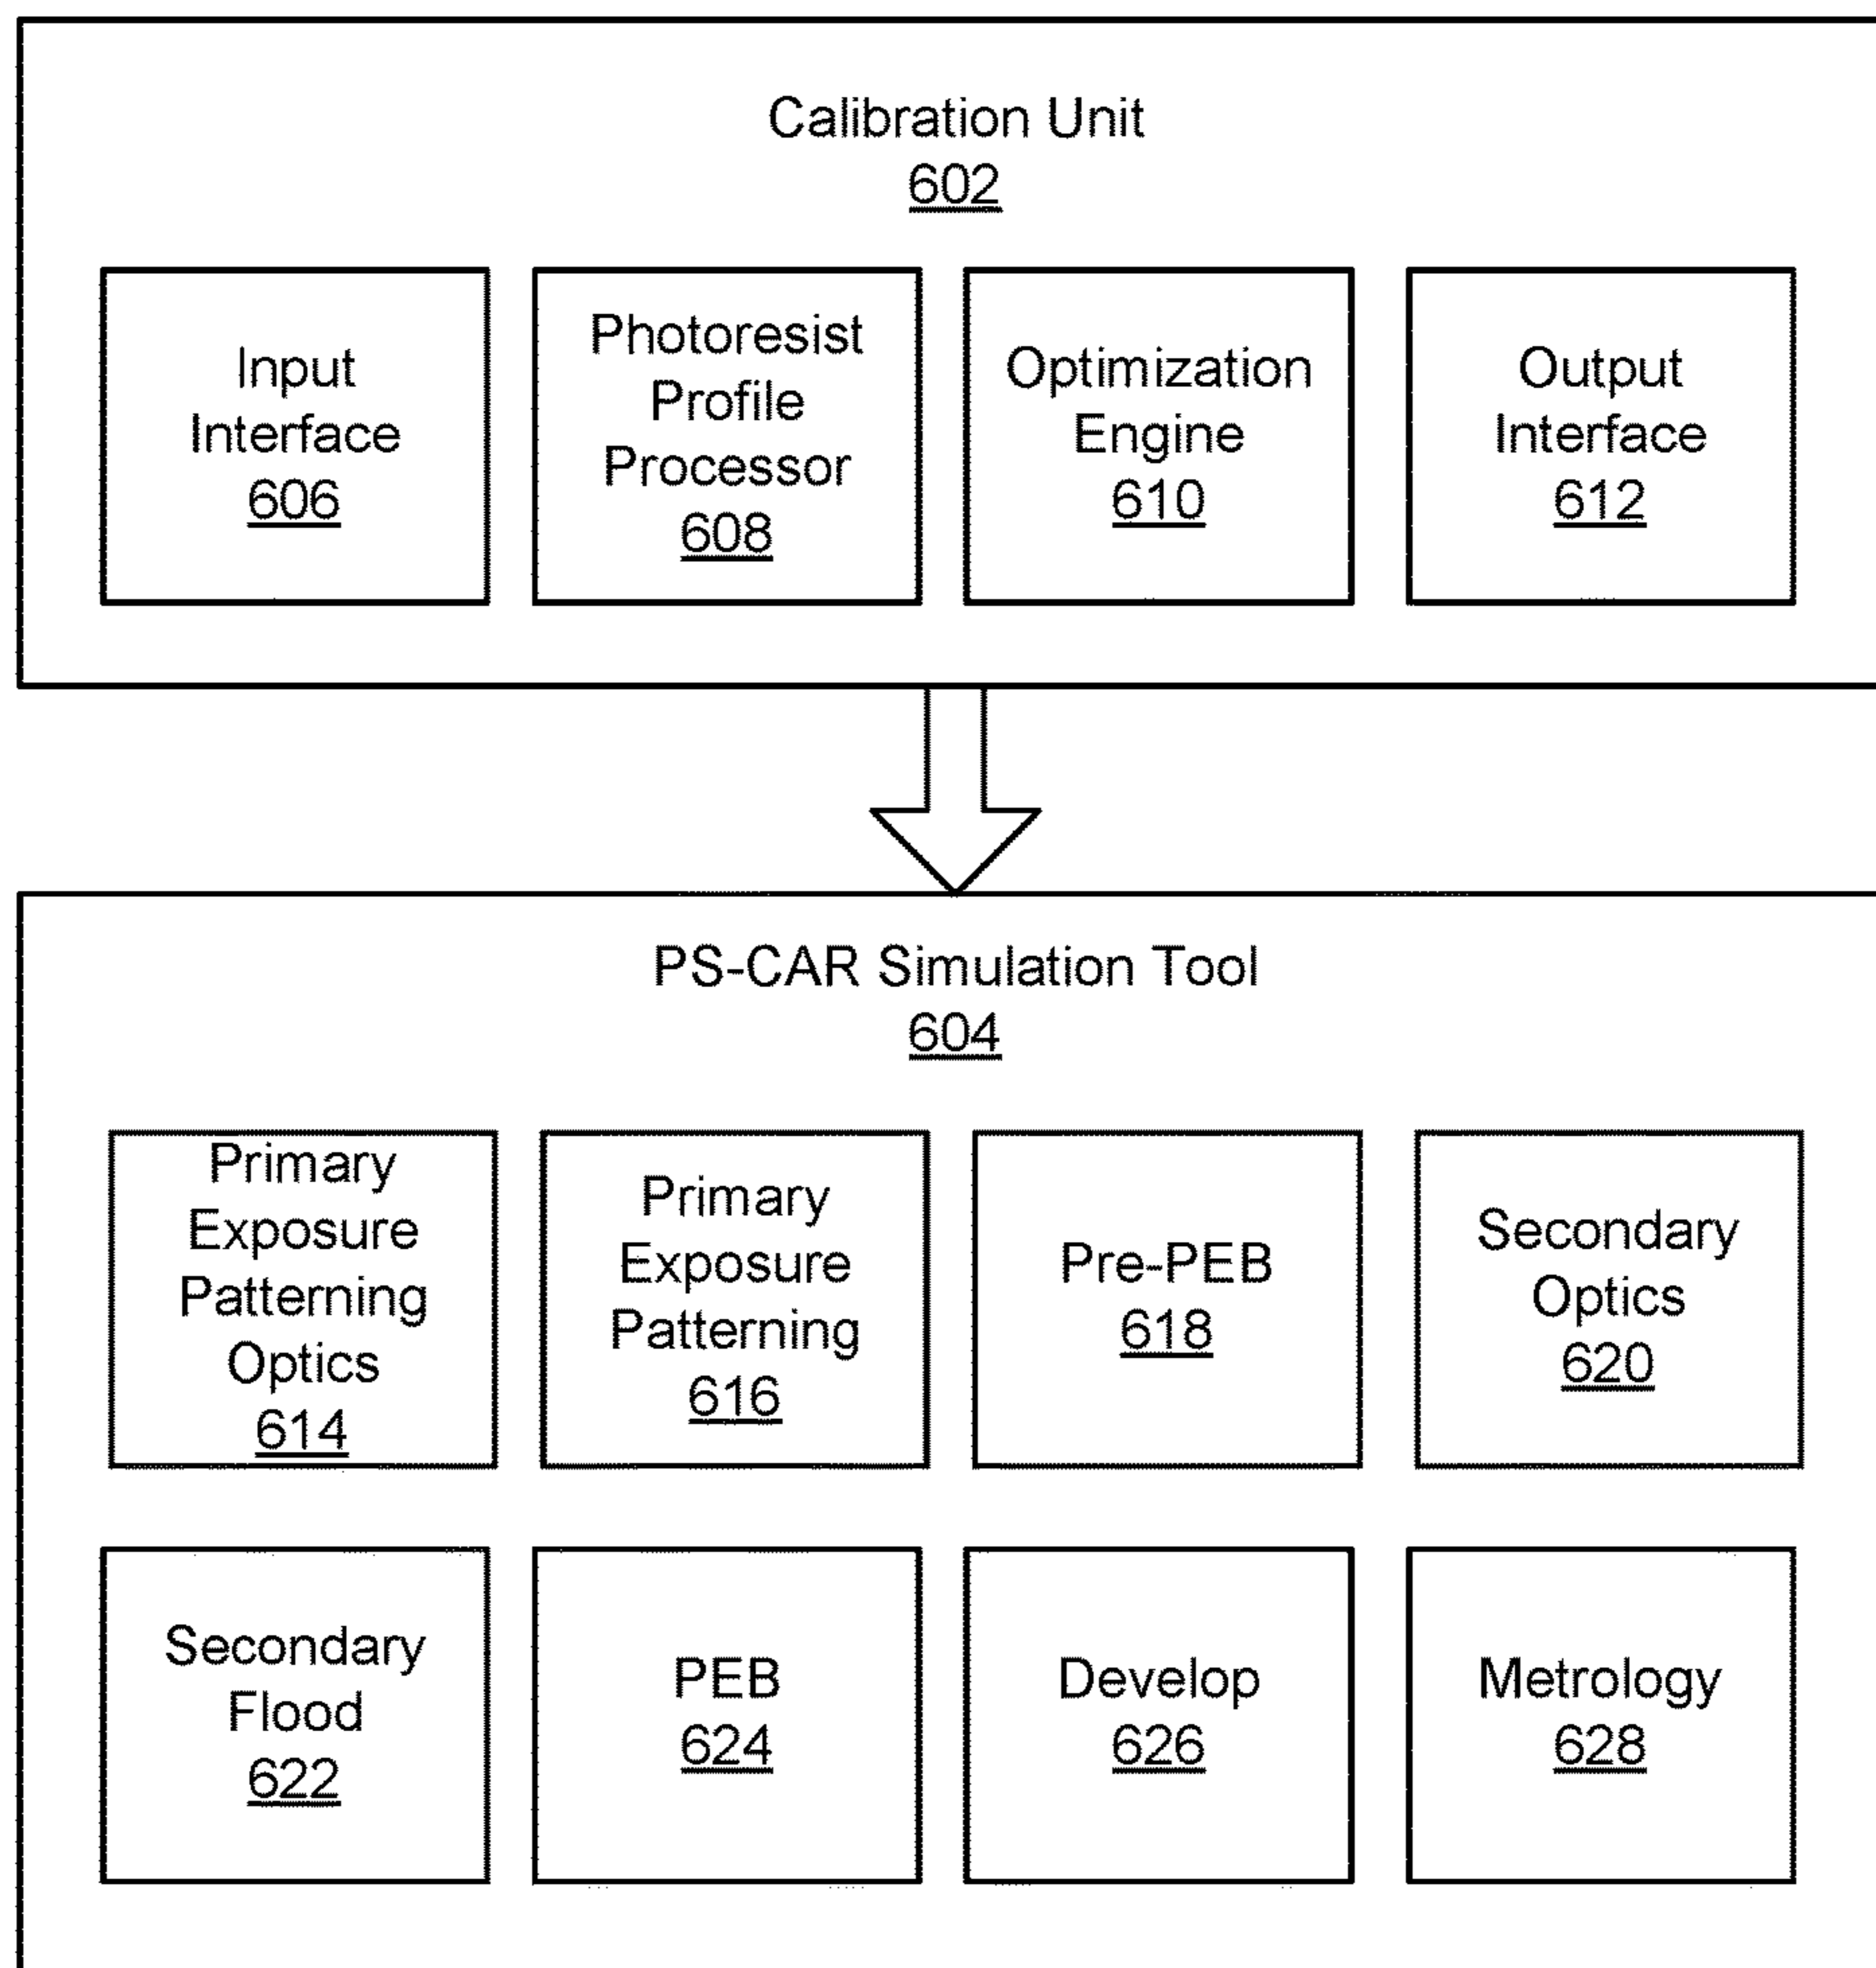 Calibration Unit
602
Input
Interface
606
Photoresist
Profile
Processor
608
Optimization
Engine
610
Output
Interface
612
PS-CAR Simulation Tool
604
Primary
Exposure
Patterning
Optics
614
Primary
Exposure
Patterning
616
Pre-PEB
618
Secondary
Optics
620
Secondary
Flood
622
PEB
624
Develop
626
Metrology
628